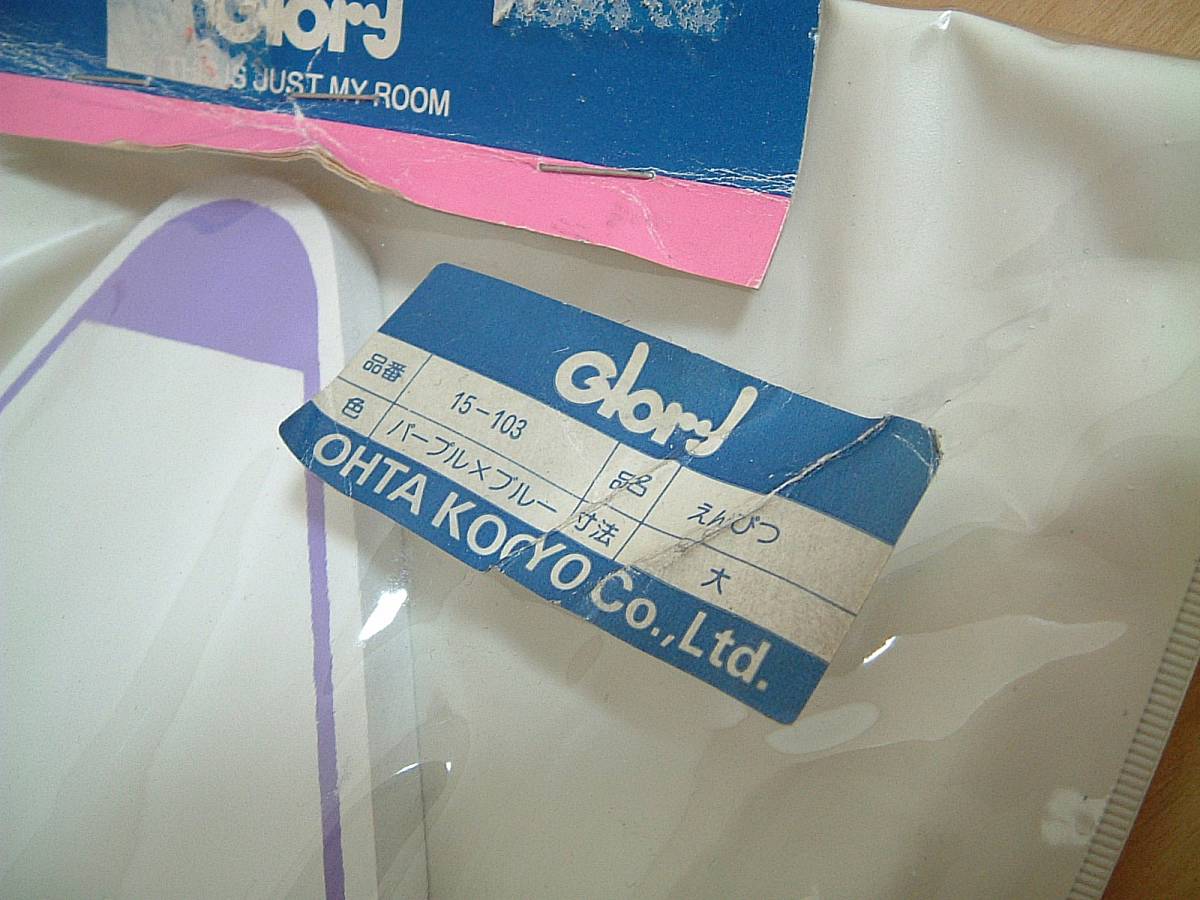 Glory
S JUST MY ROOM
Glory
品番 15-103 品名 えんぴつ
色 パープル×ブルー 寸法 大
OHTA KOGYO Co.,Ltd.